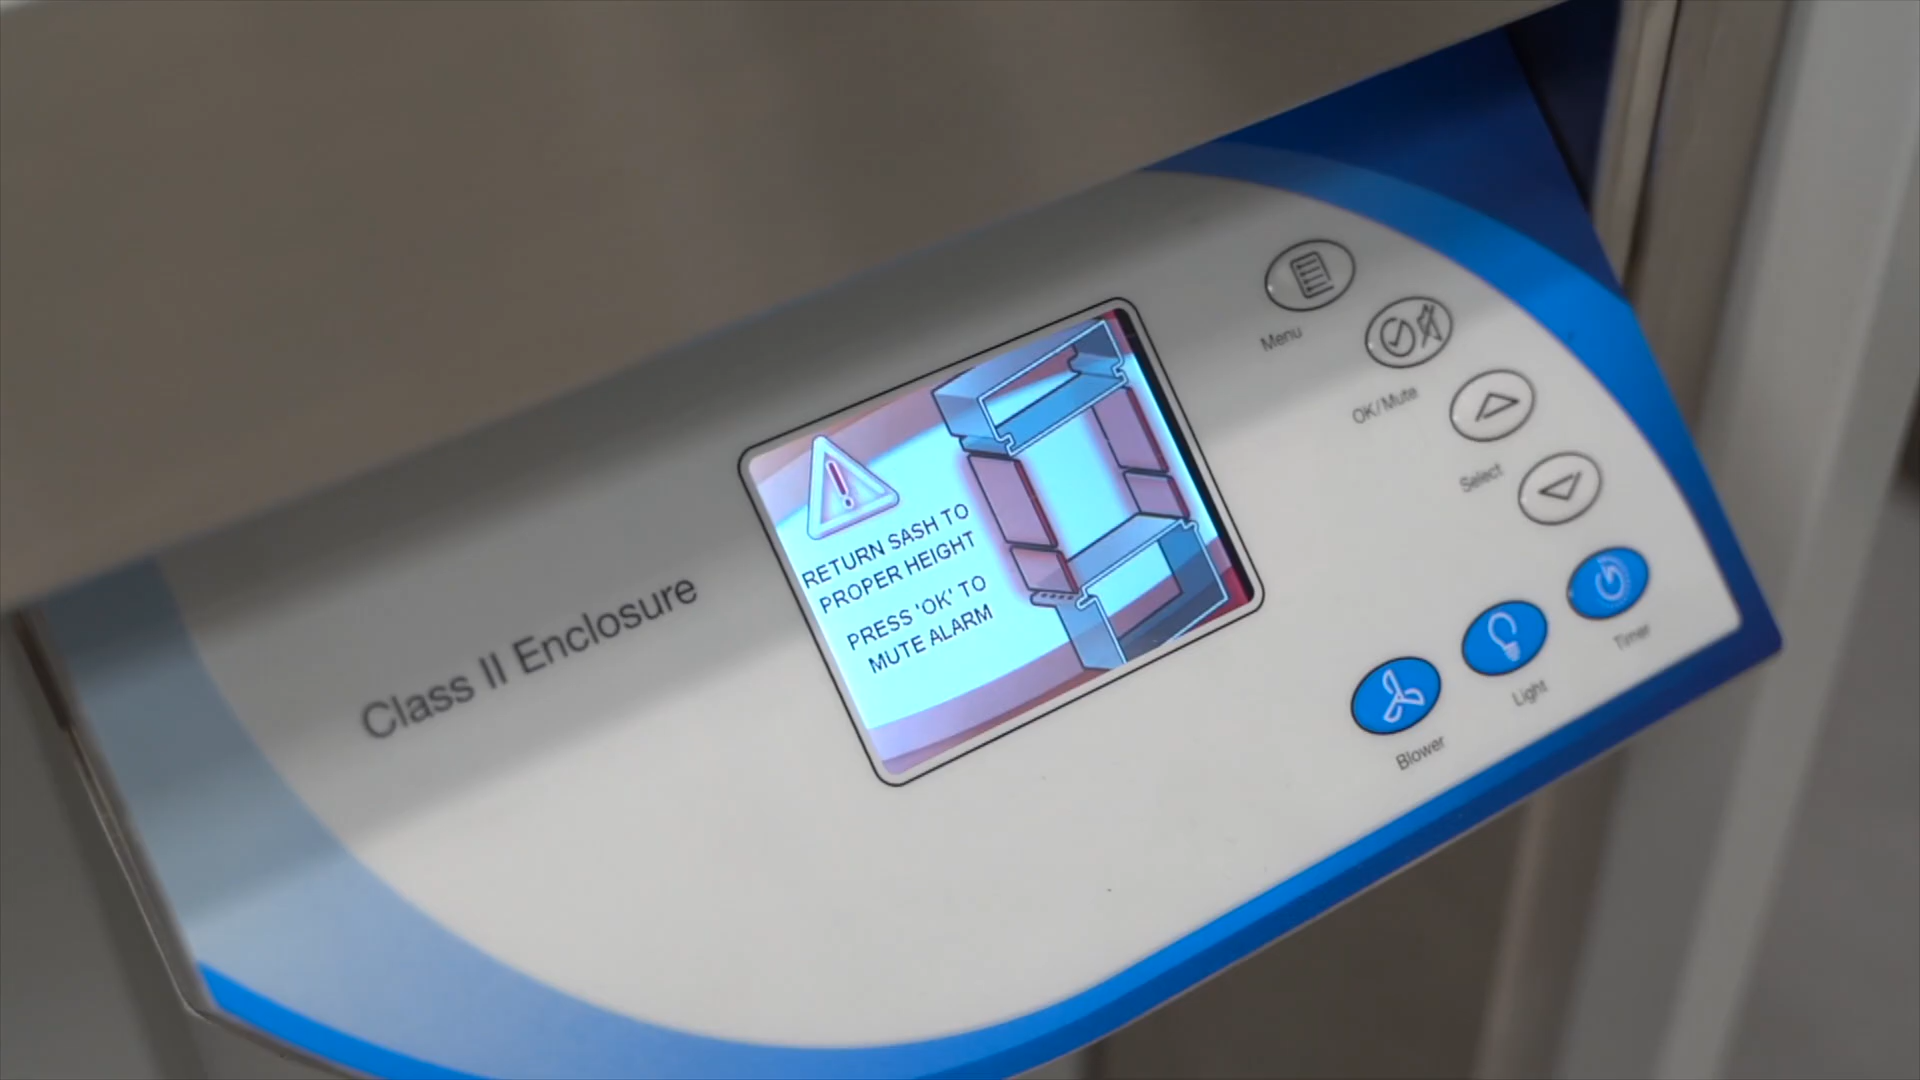 Class II Enclosure
RETURN SASH TO
PROPER HEIGHT
PRESS 'OK' TO
MUTE ALARM
Menu
OK/Mute
Select
Timer
Light
Blower